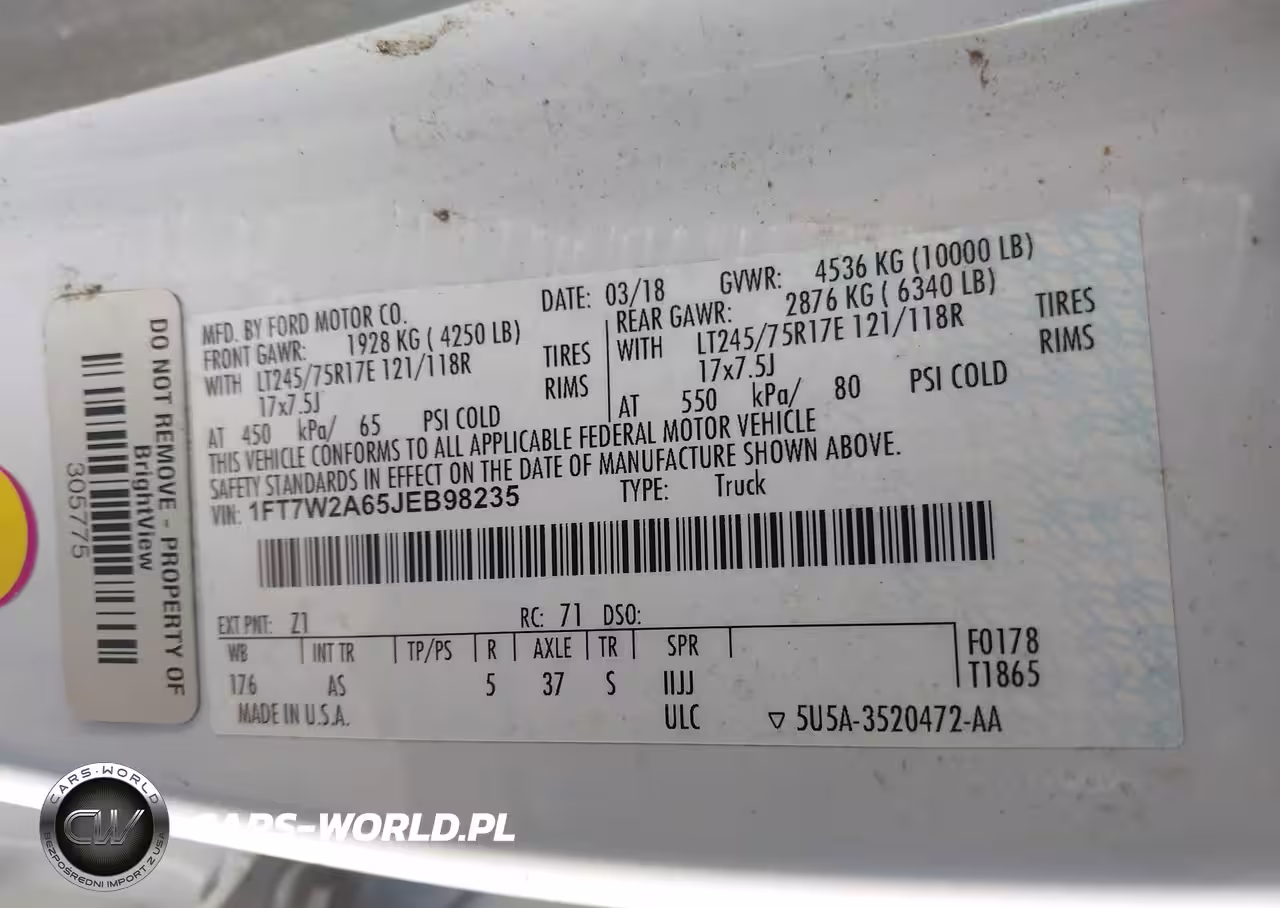 DO NOT REMOVE - PROPERTY OF
BrightView
305775
MFD. BY FORD MOTOR CO.
DATE: 03/18
GVWR: 4536 KG (10000 LB)
FRONT GAWR: 1928 KG ( 4250 LB)
REAR GAWR: 2876 KG ( 6340 LB)
WITH LT245/75R17E 121/118R TIRES
WITH LT245/75R17E 121/118R TIRES
17x7.5J RIMS
17x7.5J RIMS
AT 450 kPa/ 65 PSI COLD
AT 550 kPa/ 80 PSI COLD
THIS VEHICLE CONFORMS TO ALL APPLICABLE FEDERAL MOTOR VEHICLE
SAFETY STANDARDS IN EFFECT ON THE DATE OF MANUFACTURE SHOWN ABOVE.
VIN: 1FT7W2A65JEB98235
TYPE: Truck
EXT PNT: Z1 RC: 71 DSO:
WB INT TR TP/PS R AXLE TR SPR
176 AS 5 37 S IIJJ
F0178
T1865
MADE IN U.S.A. ULC ▽ 5U5A-3520472-AA
CARS-WORLD
CW
BEZPOŚREDNI IMPORT Z USA
CARS-WORLD.PL